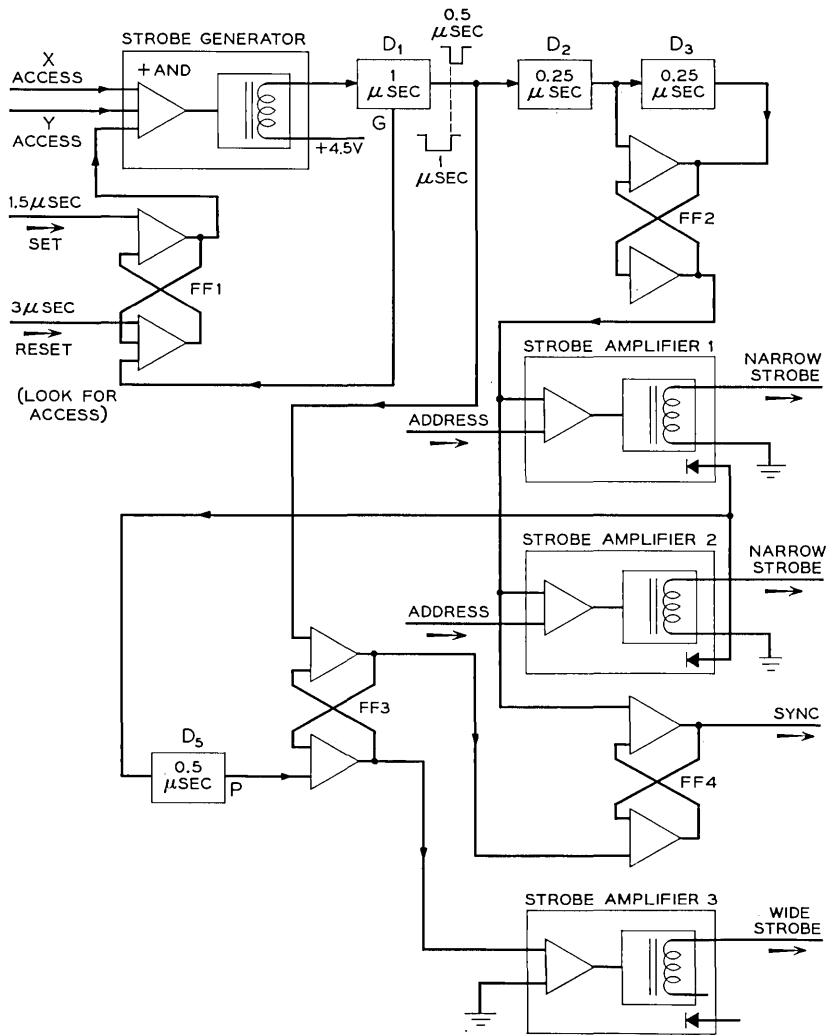 0.5
μSEC
STROBE GENERATOR
D1
D2
D3
X
ACCESS
+AND
1
μSEC
0.25
μSEC
0.25
μSEC
Y
ACCESS
G
+4.5V
1
μSEC
1.5μSEC
SET
FF2
FF1
3μSEC
RESET
STROBE AMPLIFIER 1
NARROW
STROBE
(LOOK FOR
ACCESS)
ADDRESS
STROBE AMPLIFIER 2
NARROW
STROBE
ADDRESS
FF3
SYNC
D5
0.5
μSEC
P
FF4
STROBE AMPLIFIER 3
WIDE
STROBE